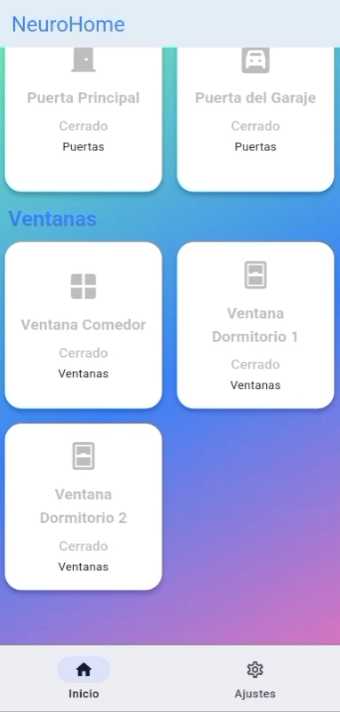 NeuroHome
Puerta Principal
Cerrado
Puertas
Puerta del Garaje
Cerrado
Puertas
Ventanas
Ventana Comedor
Cerrado
Ventanas
Ventana
Dormitorio 1
Cerrado
Ventanas
Ventana
Dormitorio 2
Cerrado
Ventanas
Inicio
Ajustes